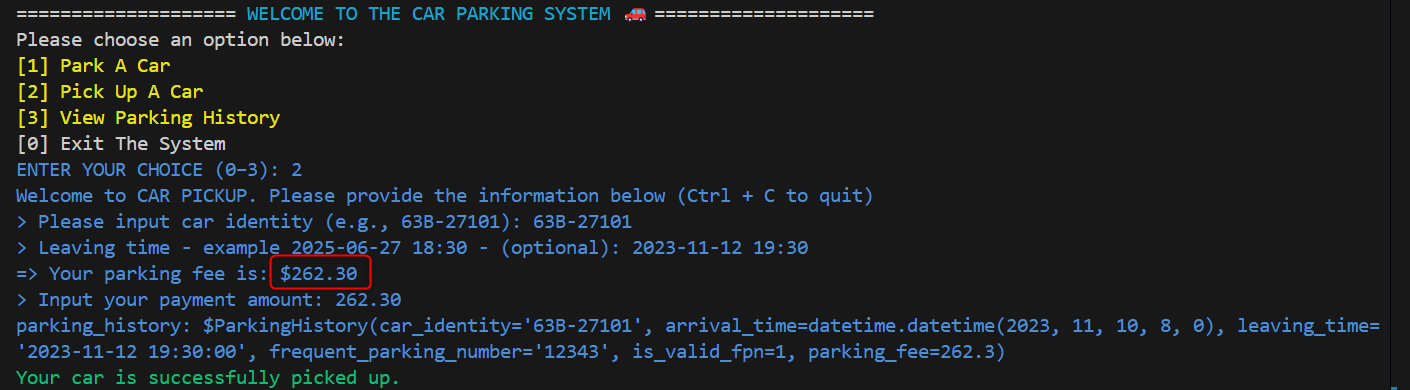 ==================== WELCOME TO THE CAR PARKING SYSTEM 🚗 ====================
Please choose an option below:
[1] Park A Car
[2] Pick Up A Car
[3] View Parking History
[0] Exit The System
ENTER YOUR CHOICE (0–3): 2
Welcome to CAR PICKUP. Please provide the information below (Ctrl + C to quit)
> Please input car identity (e.g., 63B-27101): 63B-27101
> Leaving time - example 2025-06-27 18:30 - (optional): 2023-11-12 19:30
=> Your parking fee is: $262.30
> Input your payment amount: 262.30
parking_history: $ParkingHistory(car_identity='63B-27101', arrival_time=datetime.datetime(2023, 11, 10, 8, 0), leaving_time=
'2023-11-12 19:30:00', frequent_parking_number='12343', is_valid_fpn=1, parking_fee=262.3)
Your car is successfully picked up.